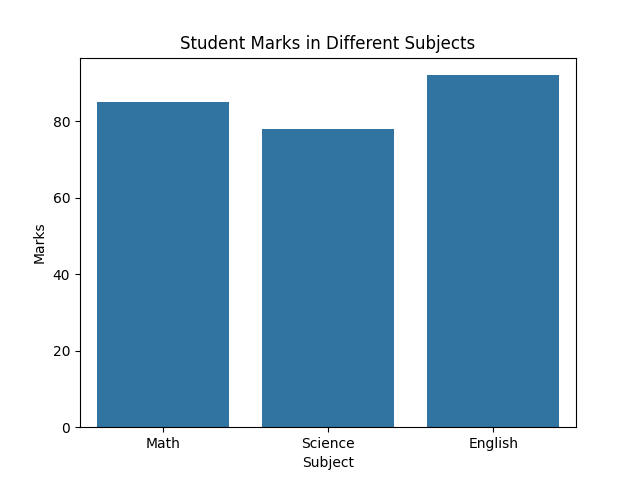 Student Marks in Different Subjects
Marks
80
60
40
20
0
Math
Science
English
Subject